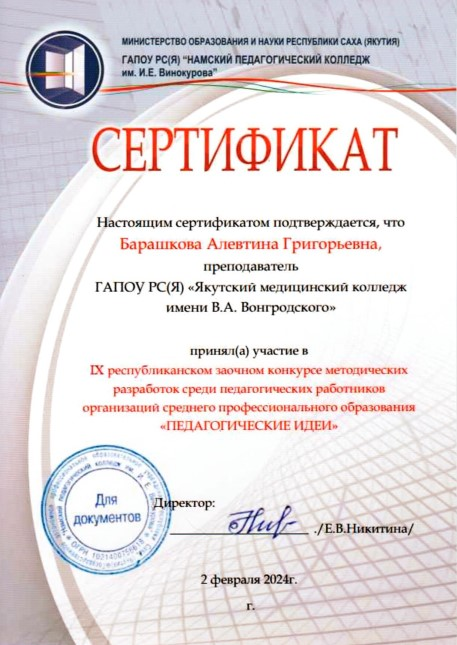 МИНИСТЕРСТВО ОБРАЗОВАНИЯ И НАУКИ РЕСПУБЛИКИ САХА (ЯКУТИЯ)
ГАПОУ РС(Я) "НАМСКИЙ ПЕДАГОГИЧЕСКИЙ КОЛЛЕДЖ
им. И.Е. Винокурова"
СЕРТИФИКАТ
Настоящим сертификатом подтверждается, что
Барашкова Алевтина Григорьевна,
преподаватель
ГАПОУ РС(Я) «Якутский медицинский колледж
имени В.А. Вонгродского»
принял(а) участие в
IX республиканском заочном конкурсе методических
разработок среди педагогических работников
организаций среднего профессионального образования
«ПЕДАГОГИЧЕСКИЕ ИДЕИ»
Для
документов
Директор:
./Е.В.Никитина/
2 февраля 2024г.
г.